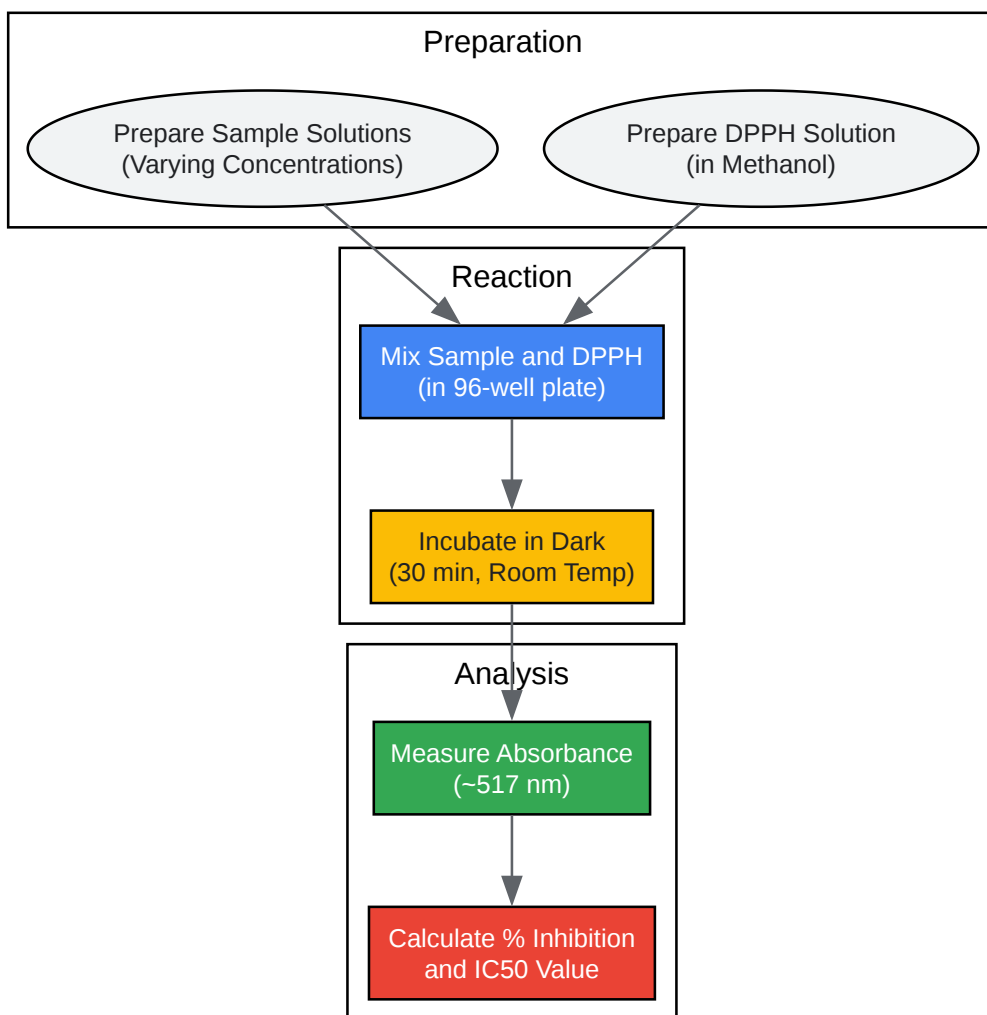 Preparation
Prepare Sample Solutions
(Varying Concentrations)
Prepare DPPH Solution
(in Methanol)
Reaction
Mix Sample and DPPH
(in 96-well plate)
Incubate in Dark
(30 min, Room Temp)
Analysis
Measure Absorbance
(~517 nm)
Calculate % Inhibition
and IC50 Value